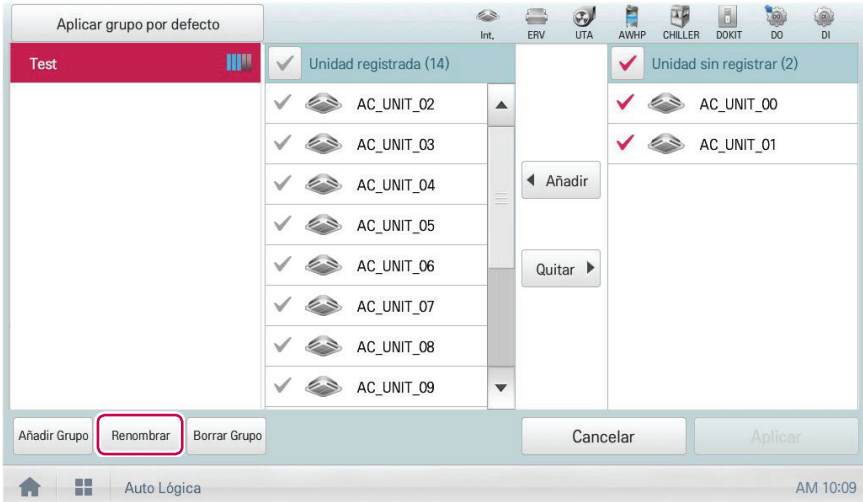 Aplicar grupo por defecto
Int,
ERV
UTA
AWHP
CHILLER
DOKIT
DO
DI
Test
Unidad registrada (14)
Unidad sin registrar (2)
AC_UNIT_02
AC_UNIT_03
AC_UNIT_04
AC_UNIT_05
AC_UNIT_06
AC_UNIT_07
AC_UNIT_08
AC_UNIT_09
Añadir
Quitar
AC_UNIT_00
AC_UNIT_01
Añadir Grupo
Renombrar
Borrar Grupo
Cancelar
Aplicar
Auto Lógica
AM 10:09